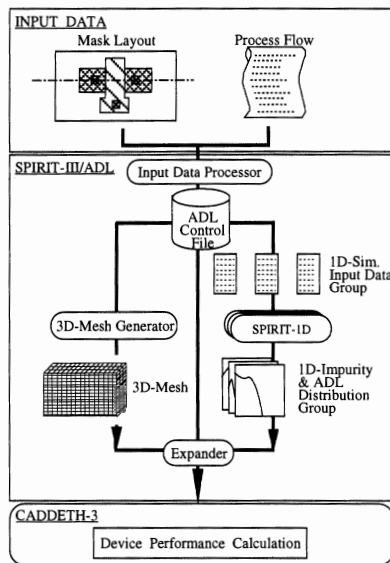 INPUT DATA
Mask Layout
Process Flow
SPIRIT-III/ADL
Input Data Processor
ADL
Control
File
1D-Sim.
Input Data
Group
3D-Mesh Generator
SPIRIT-1D
3D-Mesh
1D-Impurity
& ADL
Distribution
Group
Expander
CADDETH-3
Device Performance Calculation